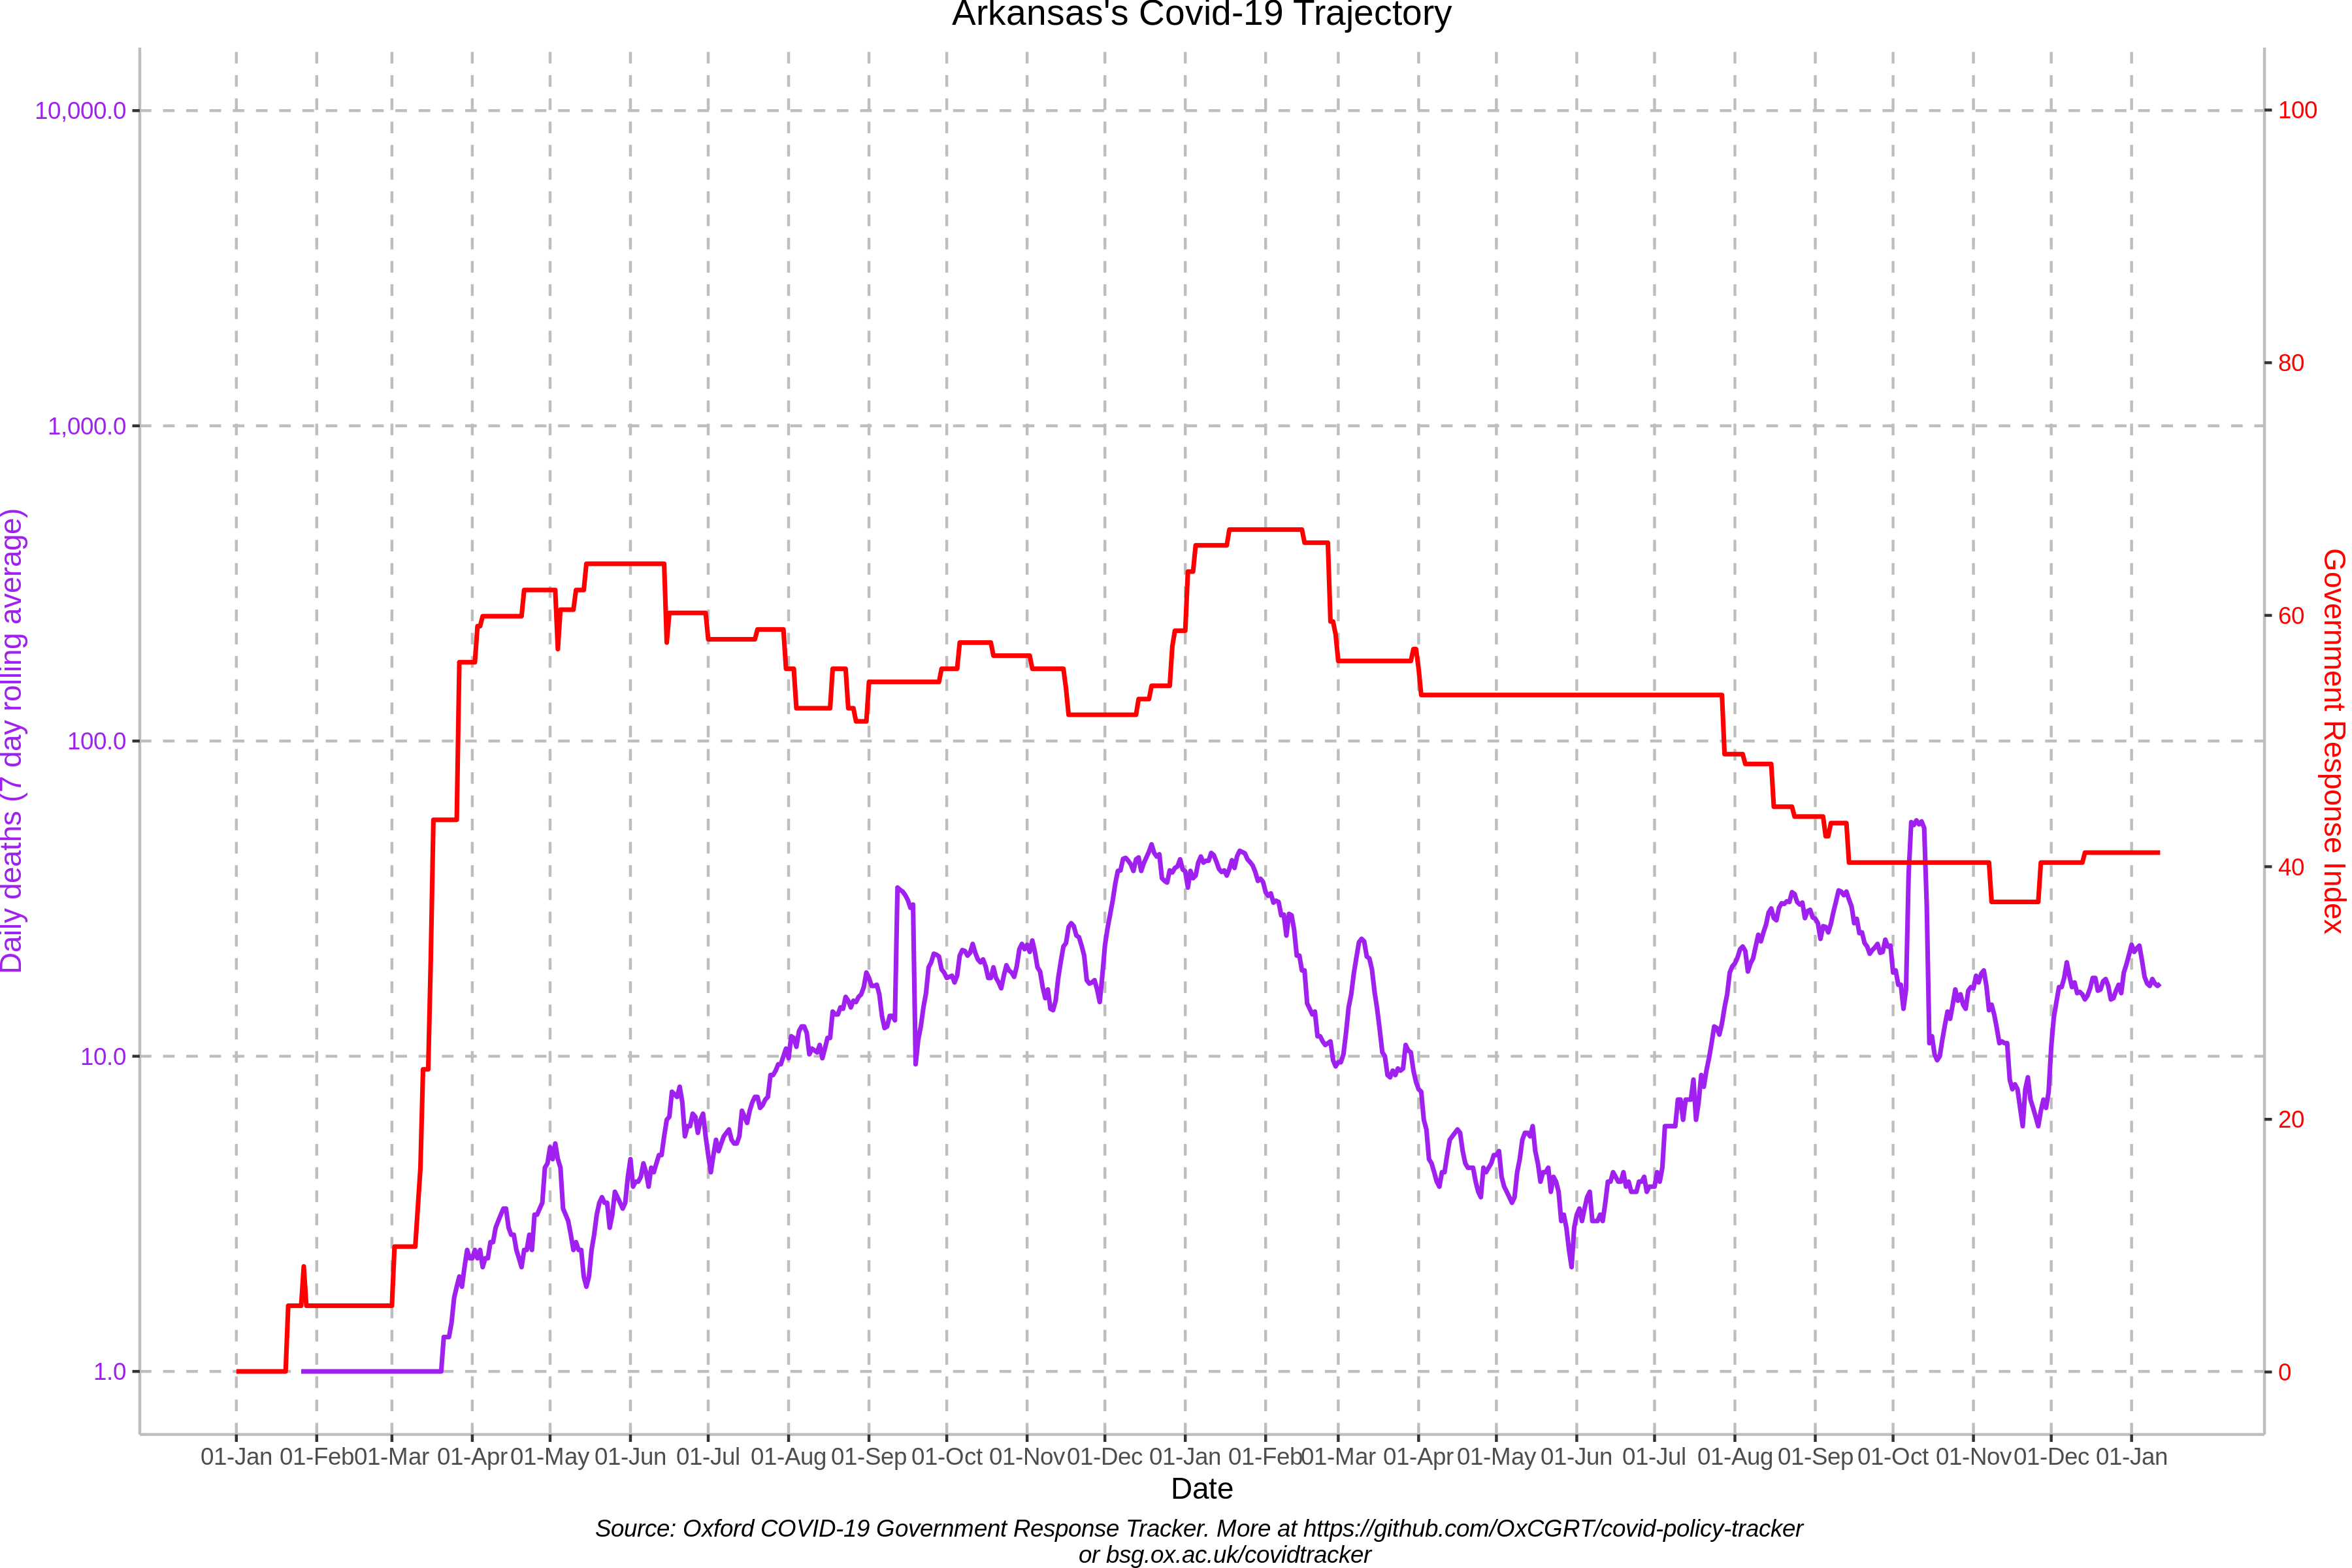 Arkansas's Covid-19 Trajectory
10,000.0
1,000.0
100.0
10.0
1.0
Daily deaths (7 day rolling average)
100
80
60
40
20
0
Government Response Index
01-Jan 01-Feb 01-Mar 01-Apr 01-May 01-Jun 01-Jul 01-Aug 01-Sep 01-Oct 01-Nov 01-Dec 01-Jan 01-Feb 01-Mar 01-Apr 01-May 01-Jun 01-Jul 01-Aug 01-Sep 01-Oct 01-Nov 01-Dec 01-Jan
Date
Source: Oxford COVID-19 Government Response Tracker. More at https://github.com/OxCGRT/covid-policy-tracker
or bsg.ox.ac.uk/covidtracker